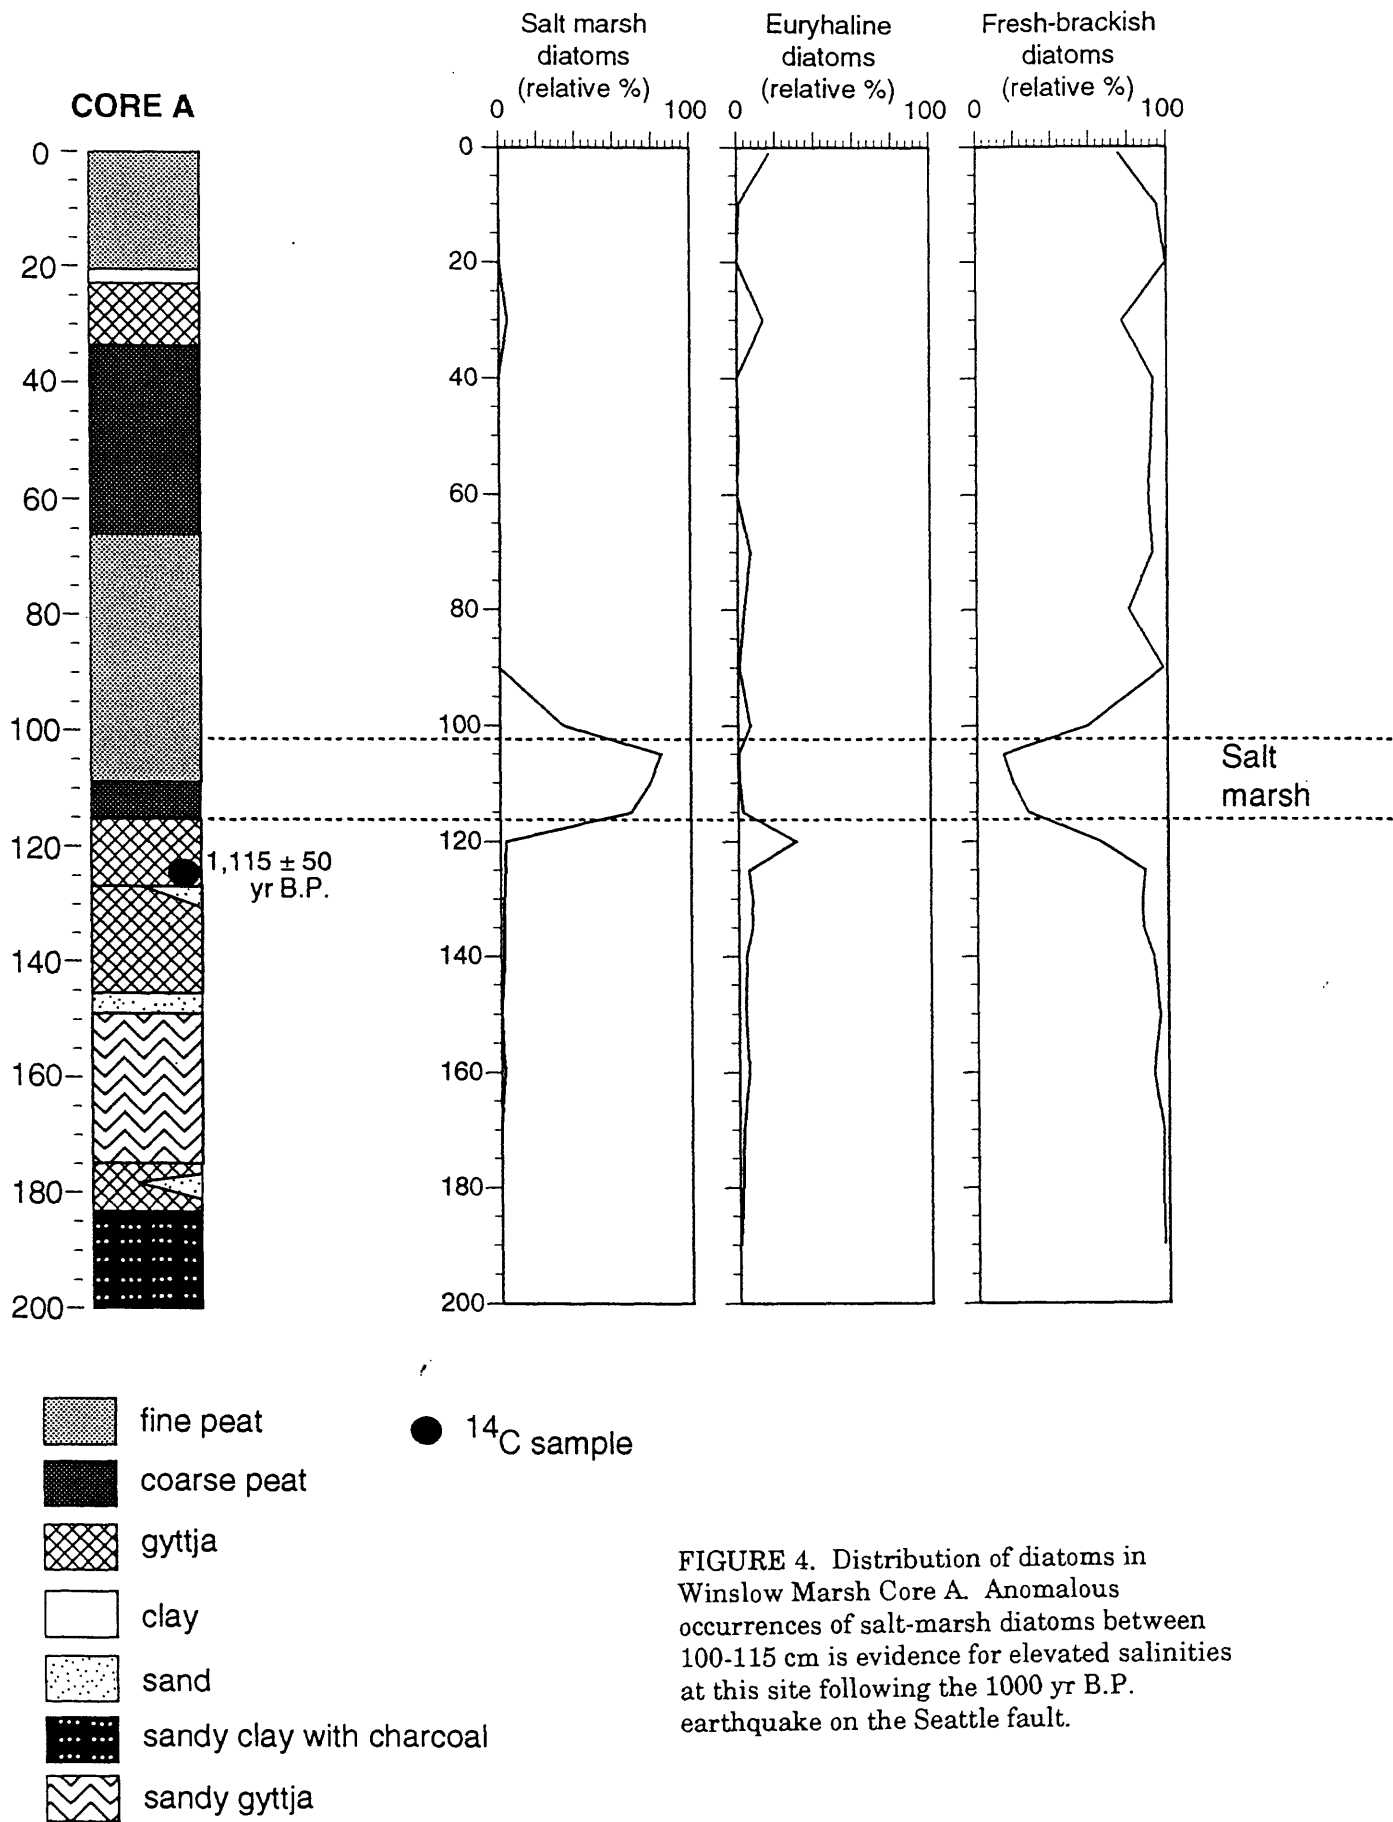 Salt marsh
diatoms
(relative %)
0 100
Euryhaline
diatoms
(relative %)
0 100
Fresh-brackish
diatoms
(relative %)
0 100
CORE A
0
20
40
60
80
100
120
140
160
180
200
1,115 ± 50
yr B.P.
0
20
40
60
80
100
120
140
160
180
200
Salt
marsh
fine peat
coarse peat
gyttja
clay
sand
sandy clay with charcoal
sandy gyttja
14C sample
FIGURE 4. Distribution of diatoms in
Winslow Marsh Core A. Anomalous
occurrences of salt-marsh diatoms between
100-115 cm is evidence for elevated salinities
at this site following the 1000 yr B.P.
earthquake on the Seattle fault.